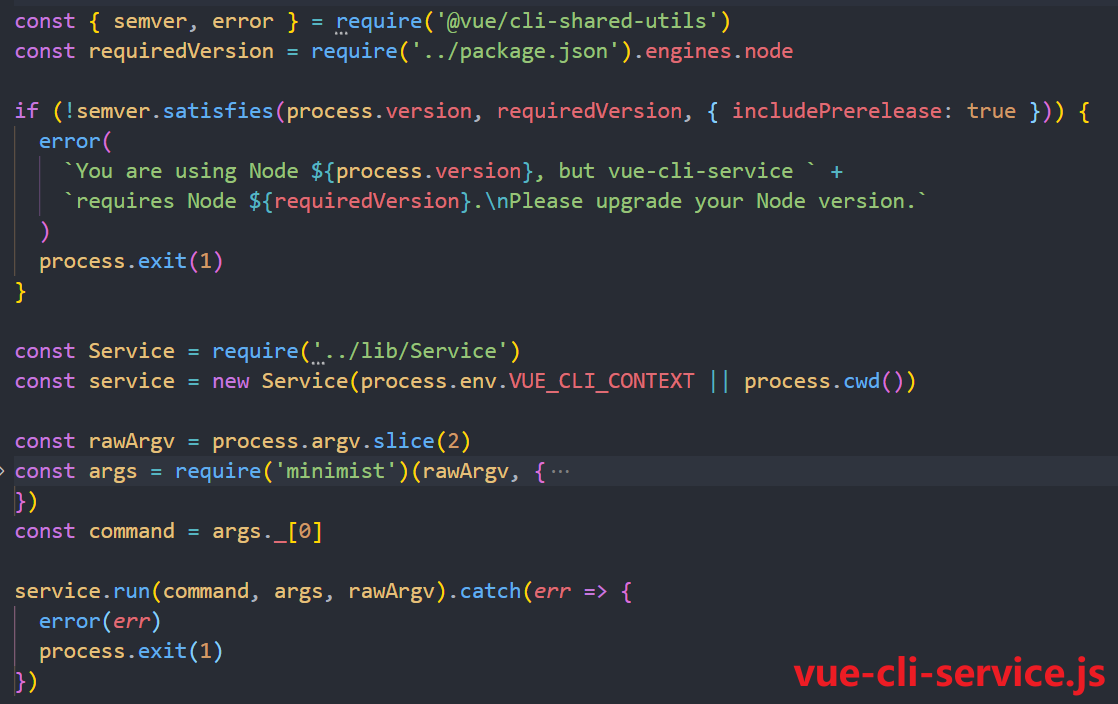 const { semver, error } = require('@vue/cli-shared-utils')
const requiredVersion = require('../package.json').engines.node
if (!semver.satisfies(process.version, requiredVersion, { includePrerelease: true })) {
error(
`You are using Node ${process.version}, but vue-cli-service ` +
`requires Node ${requiredVersion}.\nPlease upgrade your Node version.`
)
process.exit(1)
}
const Service = require('../lib/Service')
const service = new Service(process.env.VUE_CLI_CONTEXT || process.cwd())
const rawArgv = process.argv.slice(2)
const args = require('minimist')(rawArgv, {···
})
const command = args._[0]
service.run(command, args, rawArgv).catch(err => {
error(err)
process.exit(1)
})
vue-cli-service.js